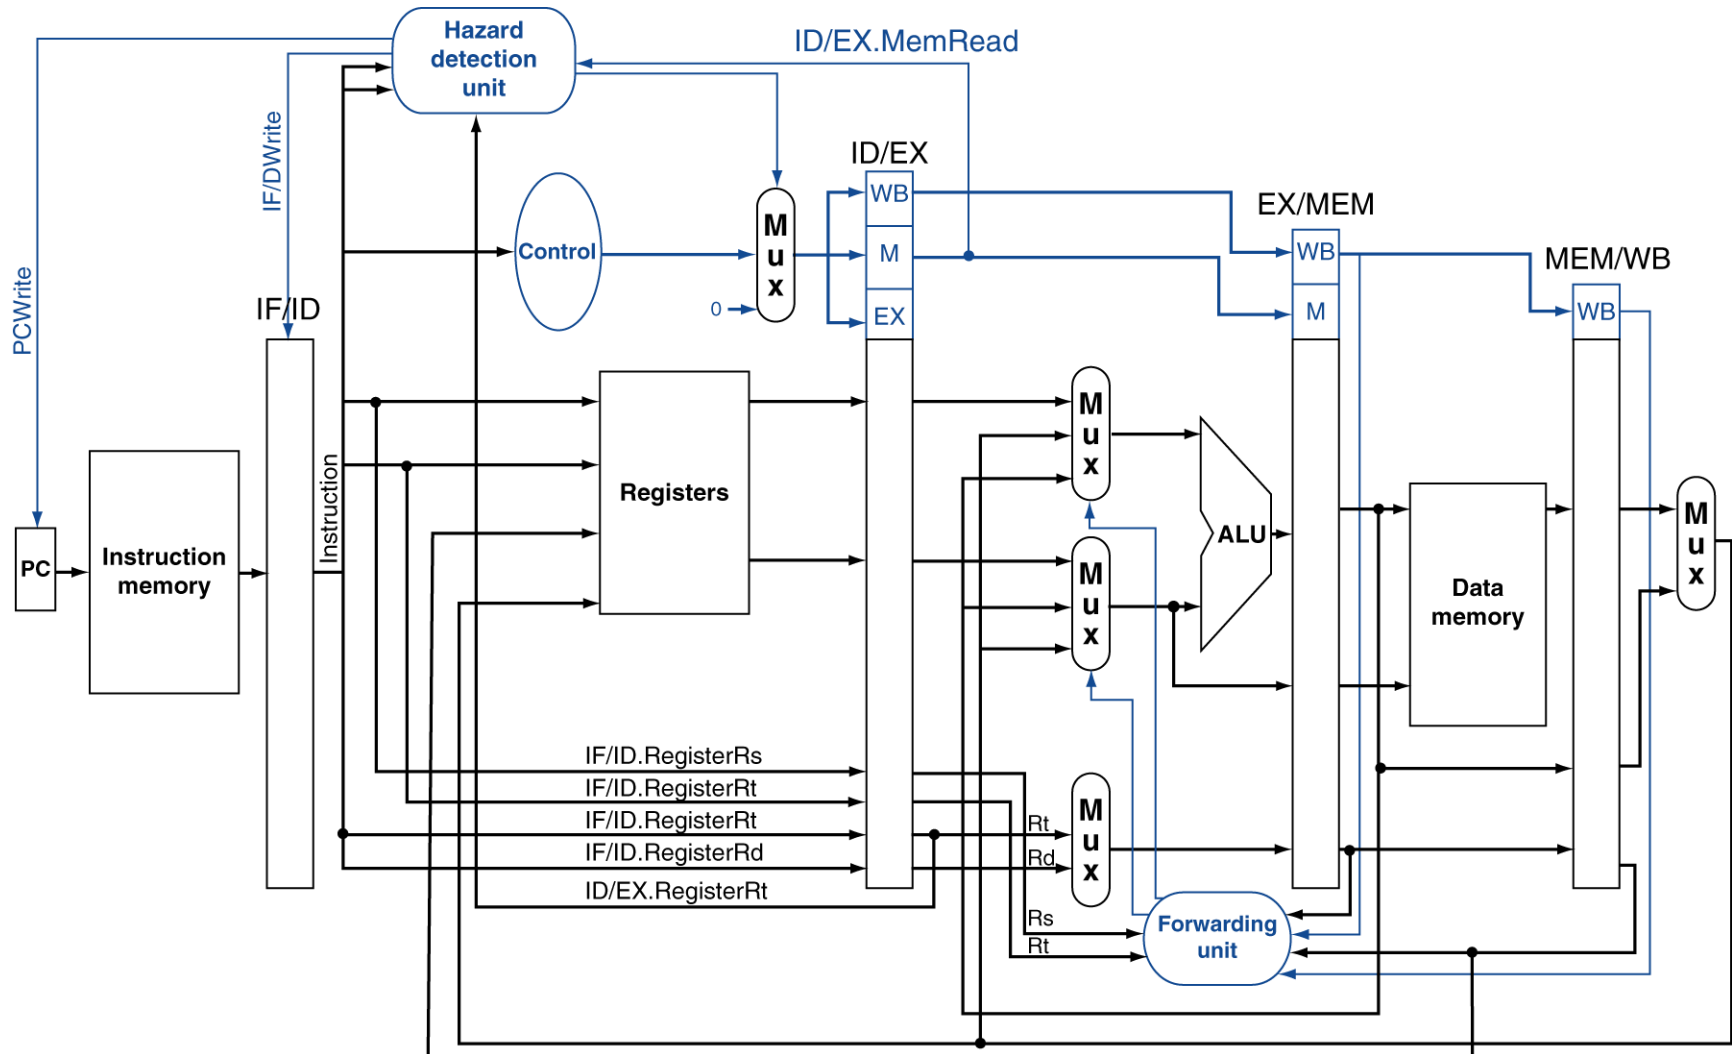 Hazard
detection
unit
ID/EX.MemRead
IF/DWrite
PCWrite
ID/EX
WB
M
EX
Control
M
u
x
0
EX/MEM
WB
M
MEM/WB
WB
IF/ID
PC
Instruction
memory
Instruction
Registers
M
u
x
M
u
x
ALU
Data
memory
M
u
x
IF/ID.RegisterRs
IF/ID.RegisterRt
IF/ID.RegisterRt
IF/ID.RegisterRd
ID/EX.RegisterRt
Rt
Rd
M
u
x
Rs
Rt
Forwarding
unit